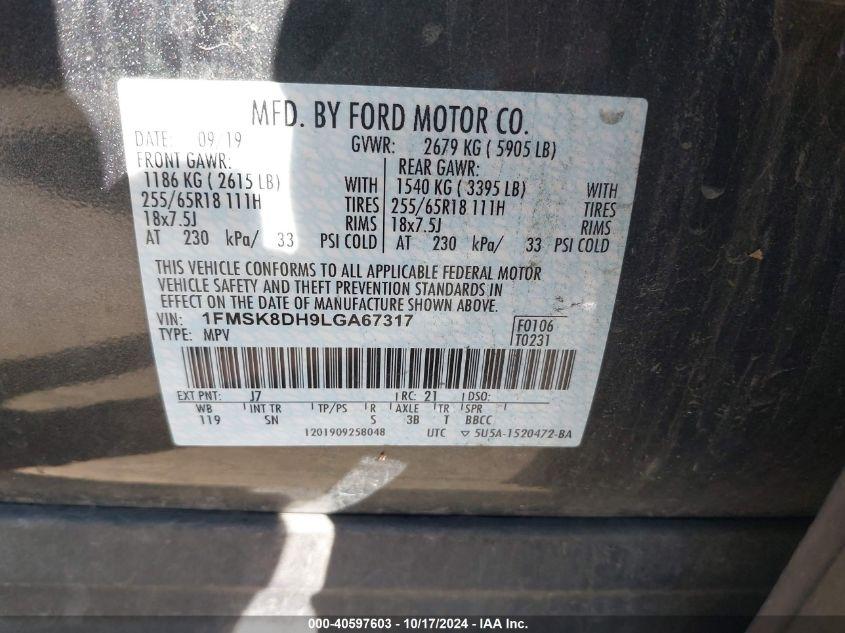 MFD. BY FORD MOTOR CO.
DATE: 09/19 GVWR: 2679 KG ( 5905 LB)
FRONT GAWR: REAR GAWR:
1186 KG ( 2615 LB) WITH 1540 KG ( 3395 LB) WITH
255/65R18 111H TIRES 255/65R18 111H TIRES
18x7.5J RIMS 18x7.5J RIMS
AT 230 kPa/ 33 PSI COLD AT 230 kPa/ 33 PSI COLD
THIS VEHICLE CONFORMS TO ALL APPLICABLE FEDERAL MOTOR
VEHICLE SAFETY AND THEFT PREVENTION STANDARDS IN
EFFECT ON THE DATE OF MANUFACTURE SHOWN ABOVE.
VIN: 1FMSK8DH9LGA67317 F0106
TYPE: MPV T0231
EXT PNT: J7 RC: 21 DSO:
WB INT TR TP/PS R AXLE TR SPR
119 SN S 3B T BBCC
1201909258048 UTC ▽ 5U5A-1520472-BA
000-40597603 - 10/17/2024 - IAA Inc.